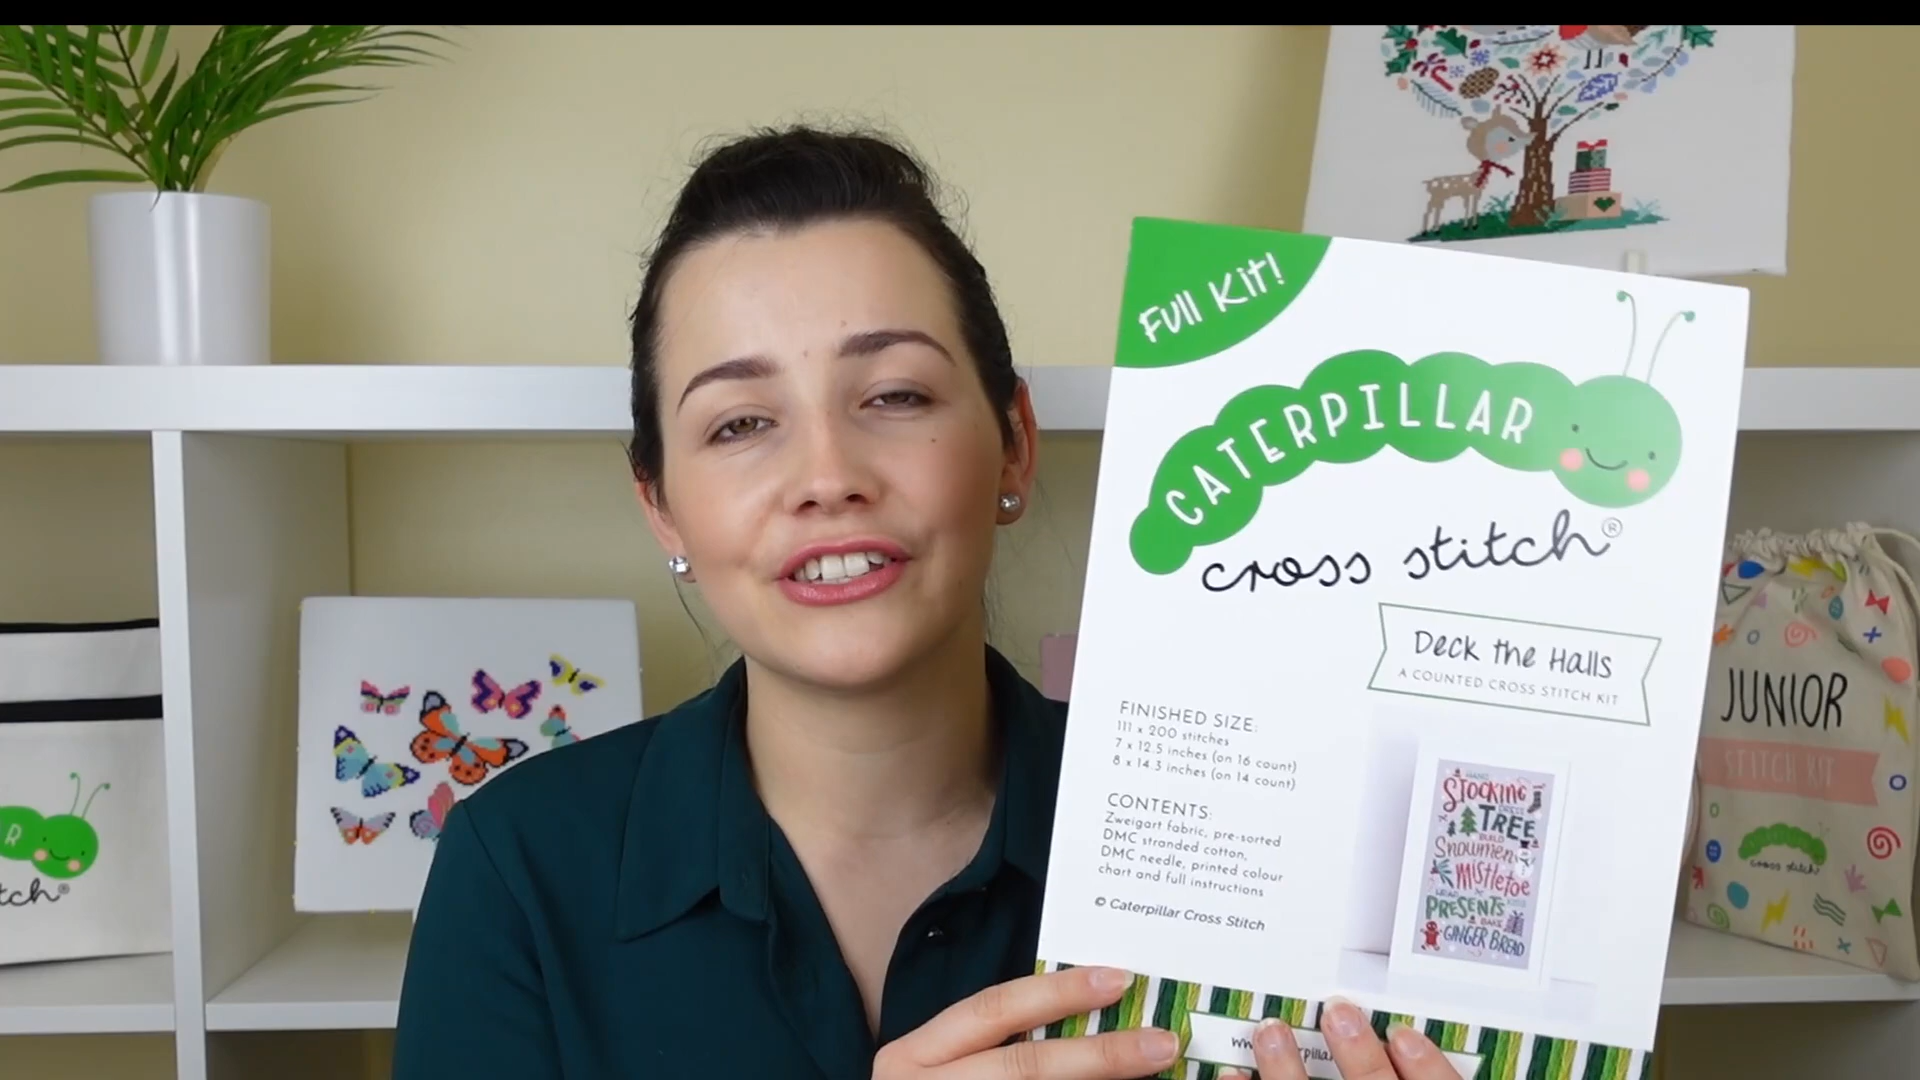 Full Kit!
CATERPILLAR
cross stitch®
Deck the Halls
A COUNTED CROSS STITCH KIT
FINISHED SIZE:
111 x 200 stitches
7 x 12.5 inches (on 16 count)
8 x 14.3 inches (on 14 count)
CONTENTS:
Zweigart fabric, pre-sorted
DMC stranded cotton,
DMC needle, printed colour
chart and full instructions
© Caterpillar Cross Stitch
Stocking
TREE
BUILD
Snowmen
mistletoe
PRESENTS
BAKE
GINGER BREAD
JUNIOR
STITCH KIT
cross stitch
R
tch®